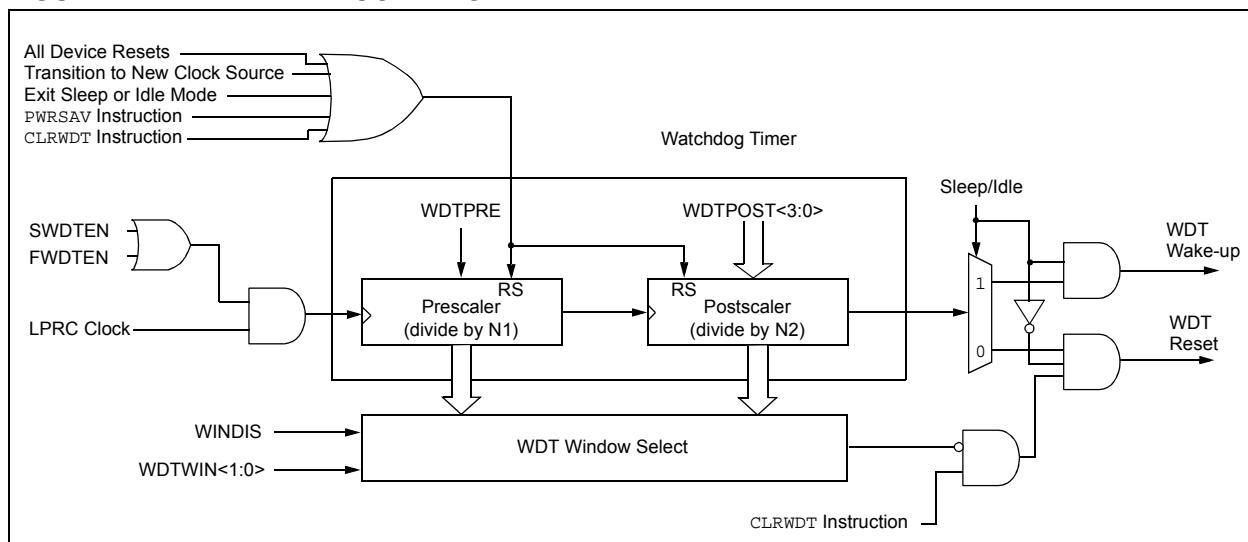 All Device Resets
Transition to New Clock Source
Exit Sleep or Idle Mode
PWRSAV Instruction
CLRWDT Instruction
Watchdog Timer
Sleep/Idle
WDTPRE
WDTPOST<3:0>
SWDTEN
FWDTEN
WDT
Wake-up
RS
RS
1
Prescaler
(divide by N1)
Postscaler
(divide by N2)
LPRC Clock
WDT
Reset
0
WINDIS
WDT Window Select
WDTWIN<1:0>
CLRWDT Instruction